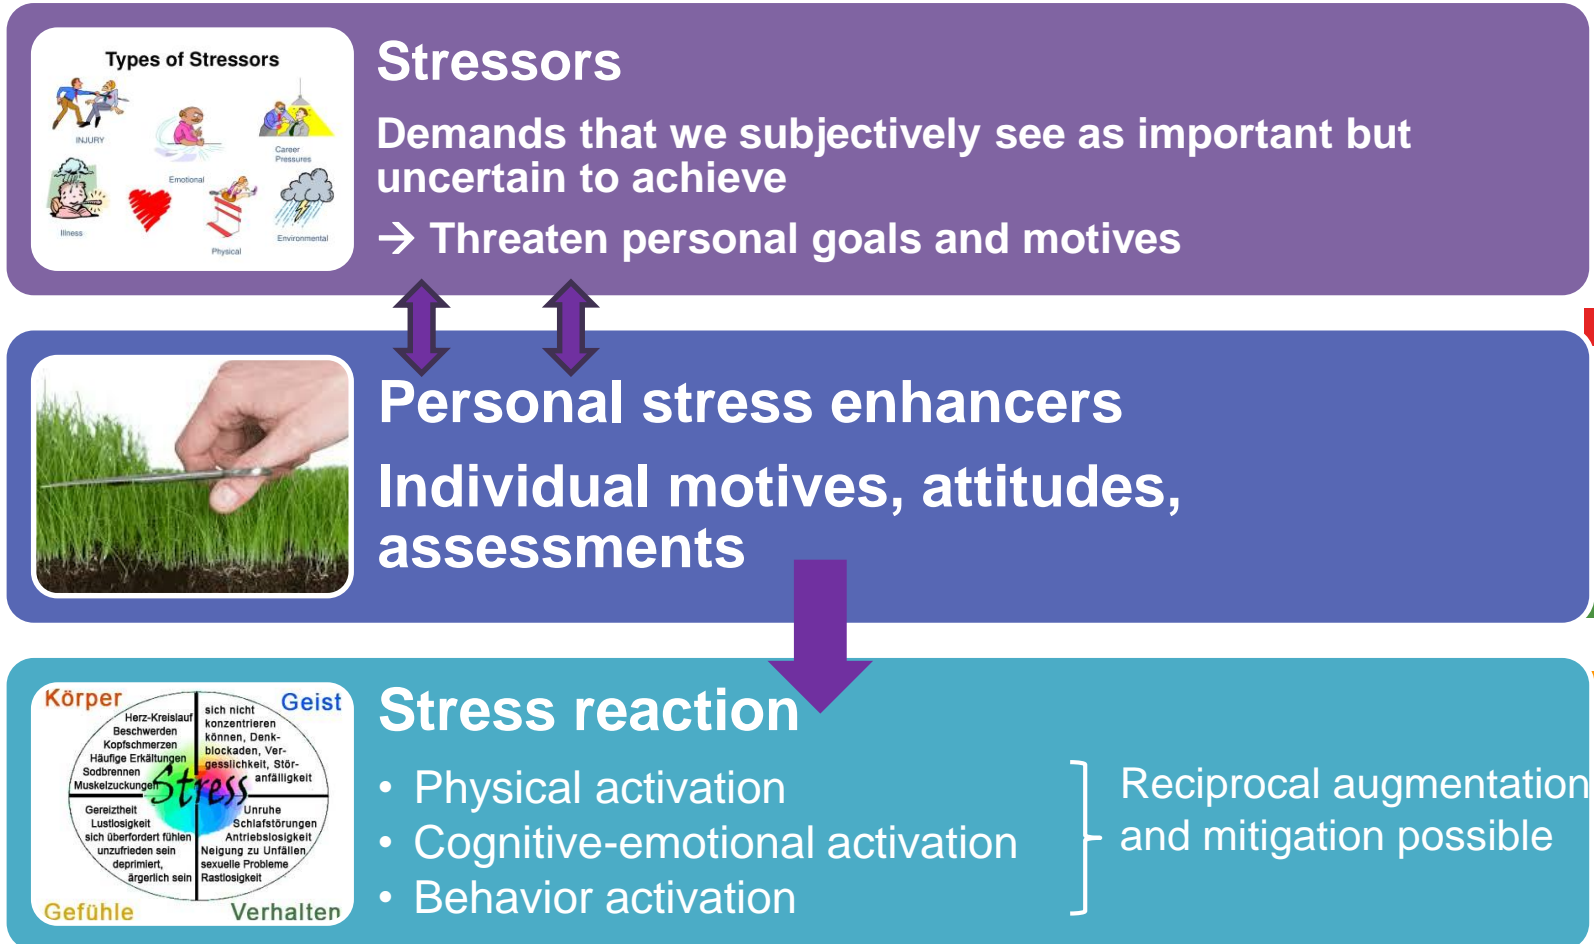 Types of Stressors
INJURY
Emotional
Career
Pressures
Illness
Physical
Environmental
Stressors
Demands that we subjectively see as important but
uncertain to achieve
→ Threaten personal goals and motives
Personal stress enhancers
Individual motives, attitudes,
assessments
Körper
Herz-Kreislauf
Beschwerden
Kopfschmerzen
Häufige Erkältungen
Sodbrennen
Muskelzuckungen
Geist
sich nicht
konzentrieren
können, Denk-
blockaden, Ver-
gesslichkeit, Stör-
anfälligkeit
Stress
Gereiztheit
Lustlosigkeit
sich überfordert fühlen
unzufrieden sein
deprimiert,
ärgerlich sein
Gefühle
Unruhe
Schlafstörungen
Antriebslosigkeit
Neigung zu Unfällen,
sexuelle Probleme
Rastlosigkeit
Verhalten
Stress reaction
• Physical activation
• Cognitive-emotional activation
• Behavior activation
Reciprocal augmentation
and mitigation possible